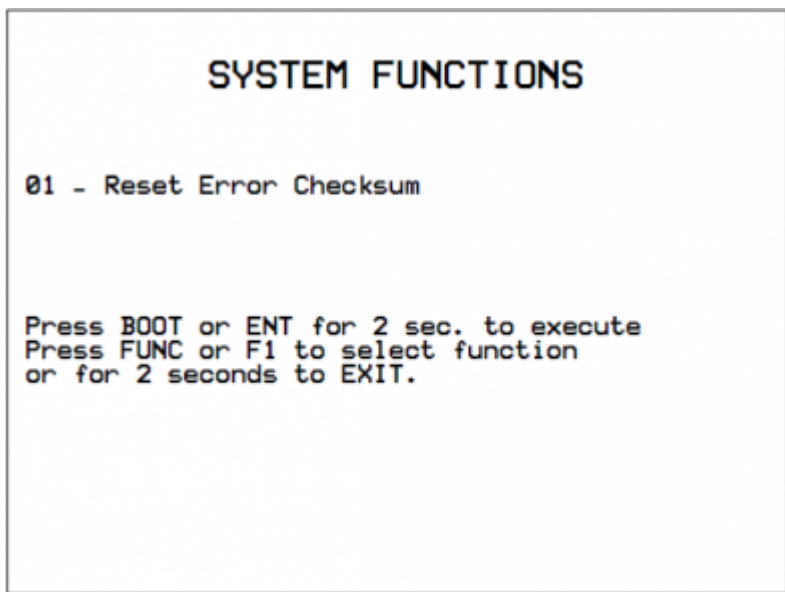 SYSTEM FUNCTIONS
01 - Reset Error Checksum
Press BOOT or ENT for 2 sec. to execute
Press FUNC or F1 to select function
or for 2 seconds to EXIT.